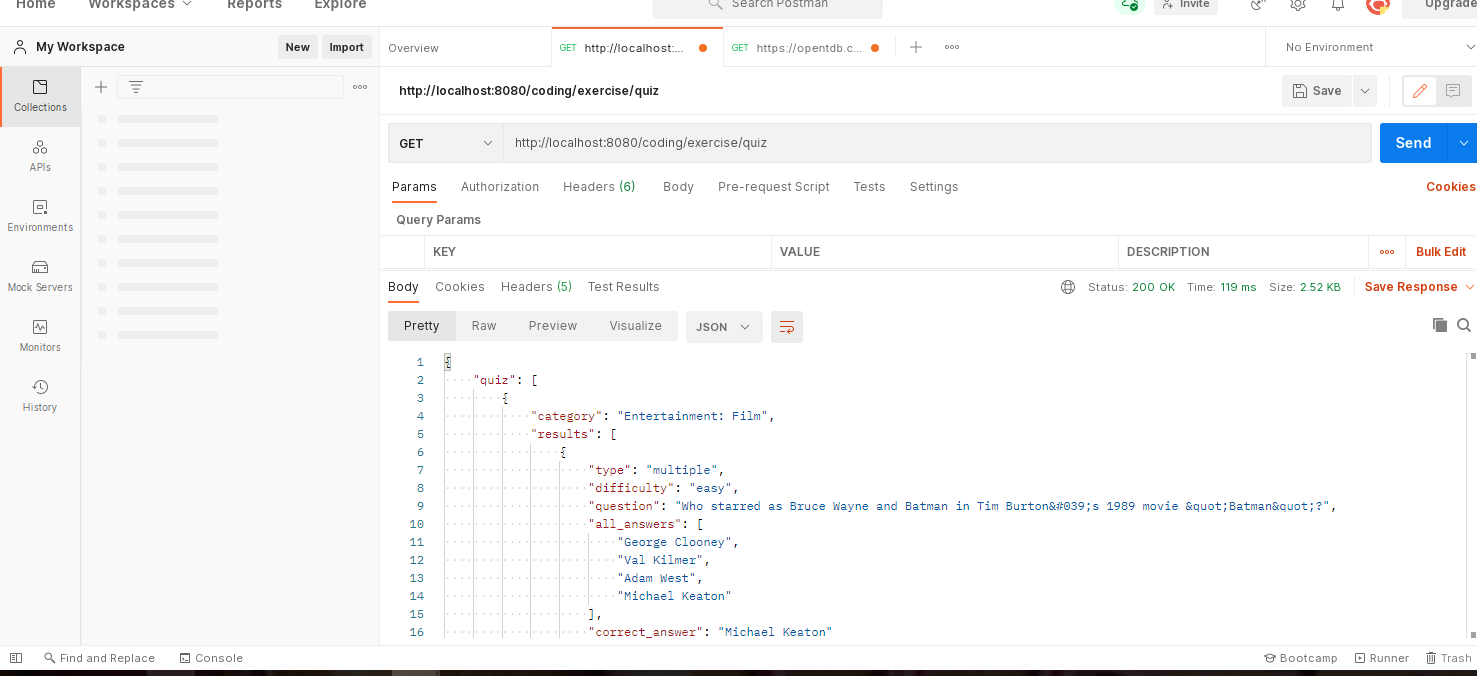 Home Workspaces Reports Explore Search Postman Invite Upgrade
My Workspace New Import Overview GET http://localhost:... GET https://opentdb.c... No Environment
Collections
APIs
Environments
Mock Servers
Monitors
History
http://localhost:8080/coding/exercise/quiz Save
GET http://localhost:8080/coding/exercise/quiz Send
Params Authorization Headers (6) Body Pre-request Script Tests Settings Cookies
Query Params
KEY VALUE DESCRIPTION Bulk Edit
Body Cookies Headers (5) Test Results Status: 200 OK Time: 119 ms Size: 2.52 KB Save Response
Pretty Raw Preview Visualize JSON
1 {
2 "quiz": [
3 {
4 "category": "Entertainment: Film",
5 "results": [
6 {
7 "type": "multiple",
8 "difficulty": "easy",
9 "question": "Who starred as Bruce Wayne and Batman in Tim Burton&#039;s 1989 movie &quot;Batman&quot;?",
10 "all_answers": [
11 "George Clooney",
12 "Val Kilmer",
13 "Adam West",
14 "Michael Keaton"
15 ],
16 "correct_answer": "Michael Keaton"
Find and Replace Console Bootcamp Runner Trash